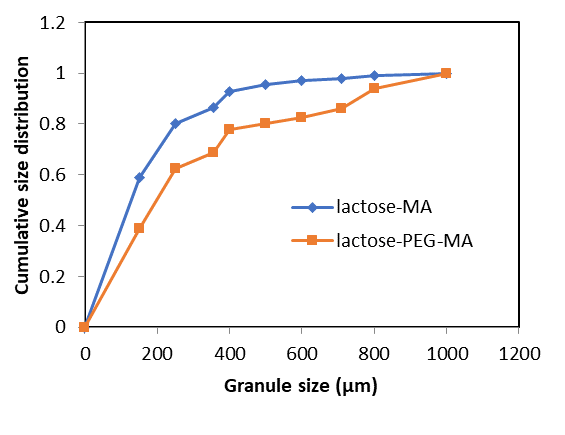 1.2
1
0.8
0.6
0.4
0.2
0
Cumulative size distribution
lactose-MA
lactose-PEG-MA
0 200 400 600 800 1000 1200
Granule size (μm)